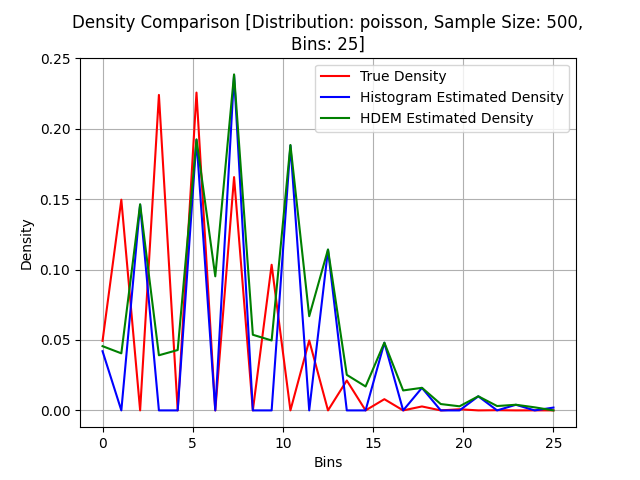 Density Comparison [Distribution: poisson, Sample Size: 500,
Bins: 25]
True Density
Histogram Estimated Density
HDEM Estimated Density
Density
0.25
0.20
0.15
0.10
0.05
0.00
0 5 10 15 20 25
Bins